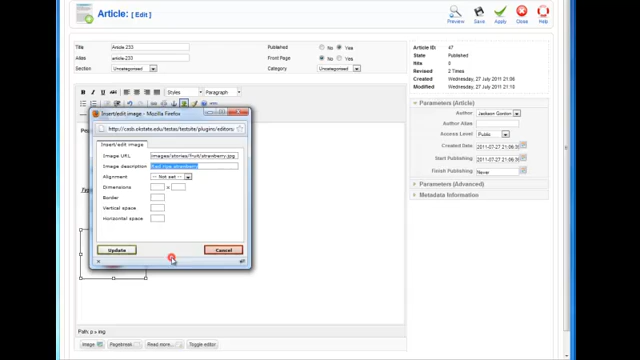 Article: [ Edit ]
Preview Save Apply Close Help
Title Article 233 Published No Yes
Alias article-233 Front Page No Yes
Section Uncategorised Category Uncategorised
Article ID: 47
State Published
Hits 0
Revised 2 Times
Created Wednesday, 27 July 2011 21:06
Modified Wednesday, 27 July 2011 21:18
Parameters (Article)
Author Jackson Gordon
Author Alias
Access Level Public
Created Date 2011-07-27 21:06:3
Start Publishing 2011-07-27 21:06:3
Finish Publishing Never
Parameters (Advanced)
Metadata Information
B I U ABC Styles Paragraph
Insert/edit image - Mozilla Firefox
Insert/edit image
Image URL images/stories/fruit/strawberry.jpg
Image description
Alignment -- Not set --
Dimensions x
Border
Vertical space
Horizontal space
Update Cancel
Path: p » img
Image Pagebreak Read more... Toggle editor